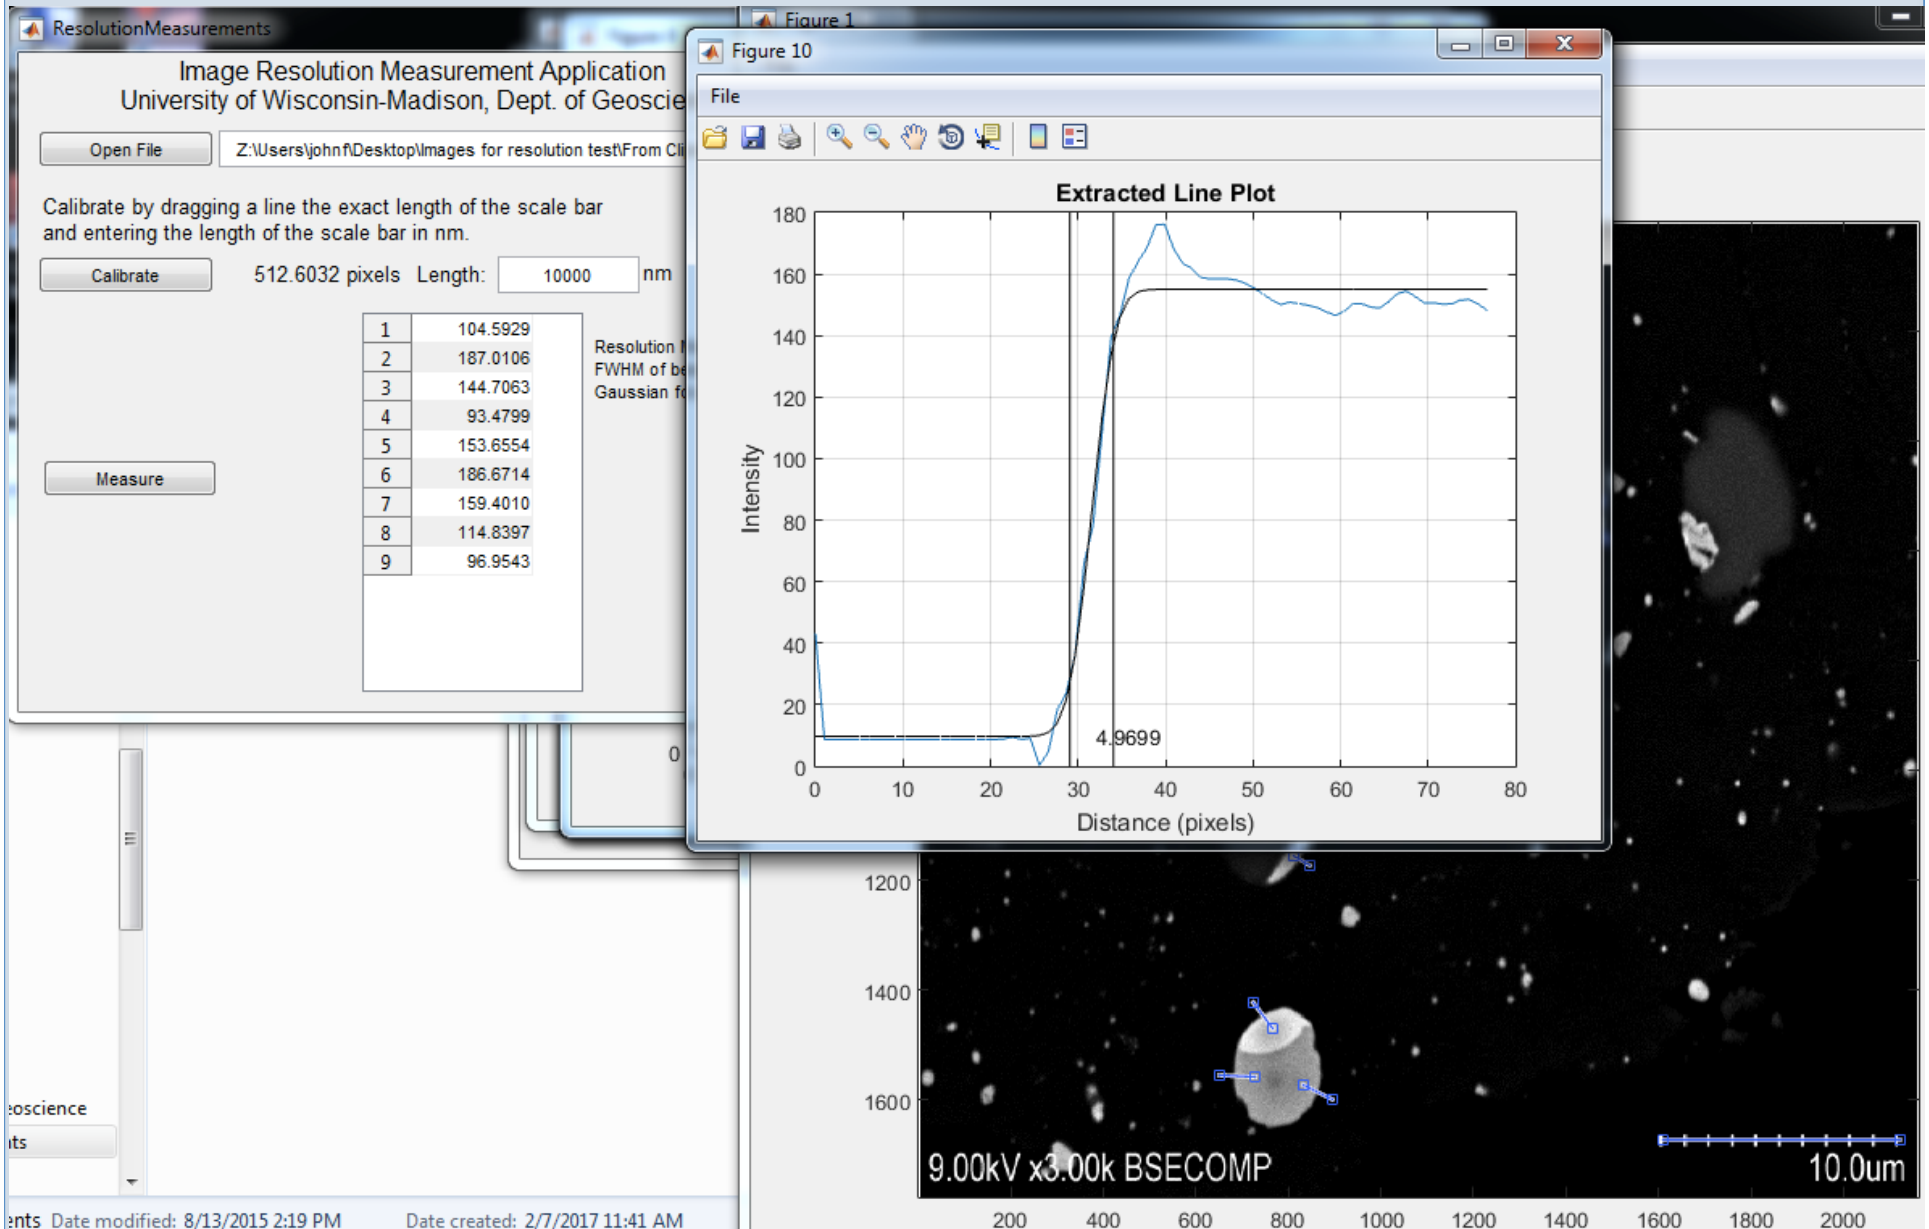 ResolutionMeasurements
Image Resolution Measurement Application
University of Wisconsin-Madison, Dept. of
Open File
Z:\Users\johnf\Desktop\Images for resolution test\From
Calibrate by dragging a line the exact length of the scale bar
and entering the length of the scale bar in nm.
Calibrate
512.6032 pixels Length: 10000 nm
1 104.5929
2 187.0106
3 144.7063
4 93.4799
5 153.6554
6 186.6714
7 159.4010
8 114.8397
9 96.9543
Resolution
FWHM of
Gaussian
Measure
0
Date modified: 8/13/2015 2:19 PM Date created: 2/7/2017 11:41 AM
Figure 1
Figure 10
File
Extracted Line Plot
Intensity
180
160
140
120
100
80
60
40
20
0
4.9699
0 10 20 30 40 50 60 70 80
Distance (pixels)
1200
1400
1600
9.00kV x3.00k BSECOMP
10.0um
200 400 600 800 1000 1200 1400 1600 1800 2000